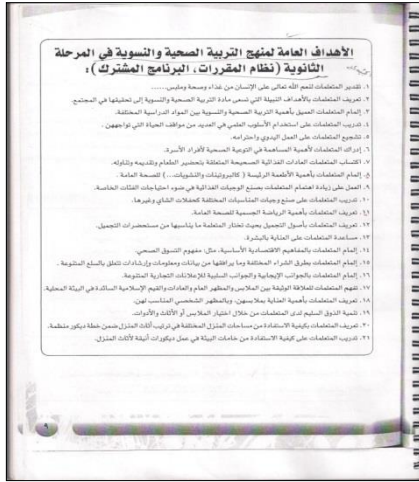 الأهداف العامة لمنهج التربية الصحية والنسوية في المرحلة
الثانوية (نظام المقررات، البرنامج المشترك):
١. تقدير المتعلمات لنعم الله تعالى على الإنسان من غذاء وصحة وملبس.......
٢. تعريف المتعلمات بالأهداف النبيلة التي تسعى مادة التربية الصحية والنسوية إلى تحقيقها في المجتمع.
٣. إلمام المتعلمات العميق بأهمية التربية الصحية والنسوية بين المواد الدراسية المختلفة.
٤. تدريب المتعلمات على استخدام الأسلوب العلمي في العديد من مواقف الحياة التي تواجههن.
٥. تشجيع المتعلمات على العمل اليدوي واحترامه.
٦. إدراك المتعلمات لأهمية المساهمة في التوعية الصحية لأفراد الأسرة.
٧. اكتساب المتعلمات العادات الغذائية الصحيحة المتعلقة بتحضير الطعام وتقديمه وتناوله.
٨. إلمام المتعلمات بأهمية الأطعمة الرئيسة (كالبروتينات والنشويات...) للصحة العامة.
٩. العمل على زيادة اهتمام المتعلمات بصنع الوجبات الغذائية في ضوء احتياجات الفئات الخاصة.
١٠. تدريب المتعلمات على صنع وجبات المناسبات المختلفة كحفلات الشاي وغيرها.
١١. تعريف المتعلمات بأهمية الرياضة الجسمية للصحة العامة.
١٢. تعريف المتعلمات بأصول التجميل بحيث تختار المتعلمة ما يناسبها من مستحضرات التجميل.
١٣. مساعدة المتعلمات على العناية بالبشرة.
١٤. إلمام المتعلمات بالمفاهيم الاقتصادية الأساسية، مثل: مفهوم التسوق الصحي.
١٥. إلمام المتعلمات بطرق الشراء المختلفة وما يرافقها من بيانات ومعلومات وإرشادات تتعلق بالسلع المتنوعة.
١٦. إلمام المتعلمات بالجوانب الإيجابية والجوانب السلبية للإعلانات التجارية المتنوعة.
١٧. تفهم المتعلمات للعلاقة الوثيقة بين الملابس والمظهر العام والعادات والقيم الإسلامية السائدة في البيئة المحلية.
١٨. تعريف المتعلمات بأهمية العناية بملابسهن، وبالمظهر الشخصي المناسب لهن.
١٩. تنمية الذوق السليم لدى المتعلمات من خلال اختيار الملابس أو الأثاث والأدوات.
٢٠. تعريف المتعلمات بكيفية الاستفادة من مساحات المنزل المختلفة في ترتيب أثاث المنزل ضمن خطة ديكور منظمة.
٢١. تدريب المتعلمات على كيفية الاستفادة من خامات البيئة في عمل ديكورات أنيقة لأثاث المنزل.
٩